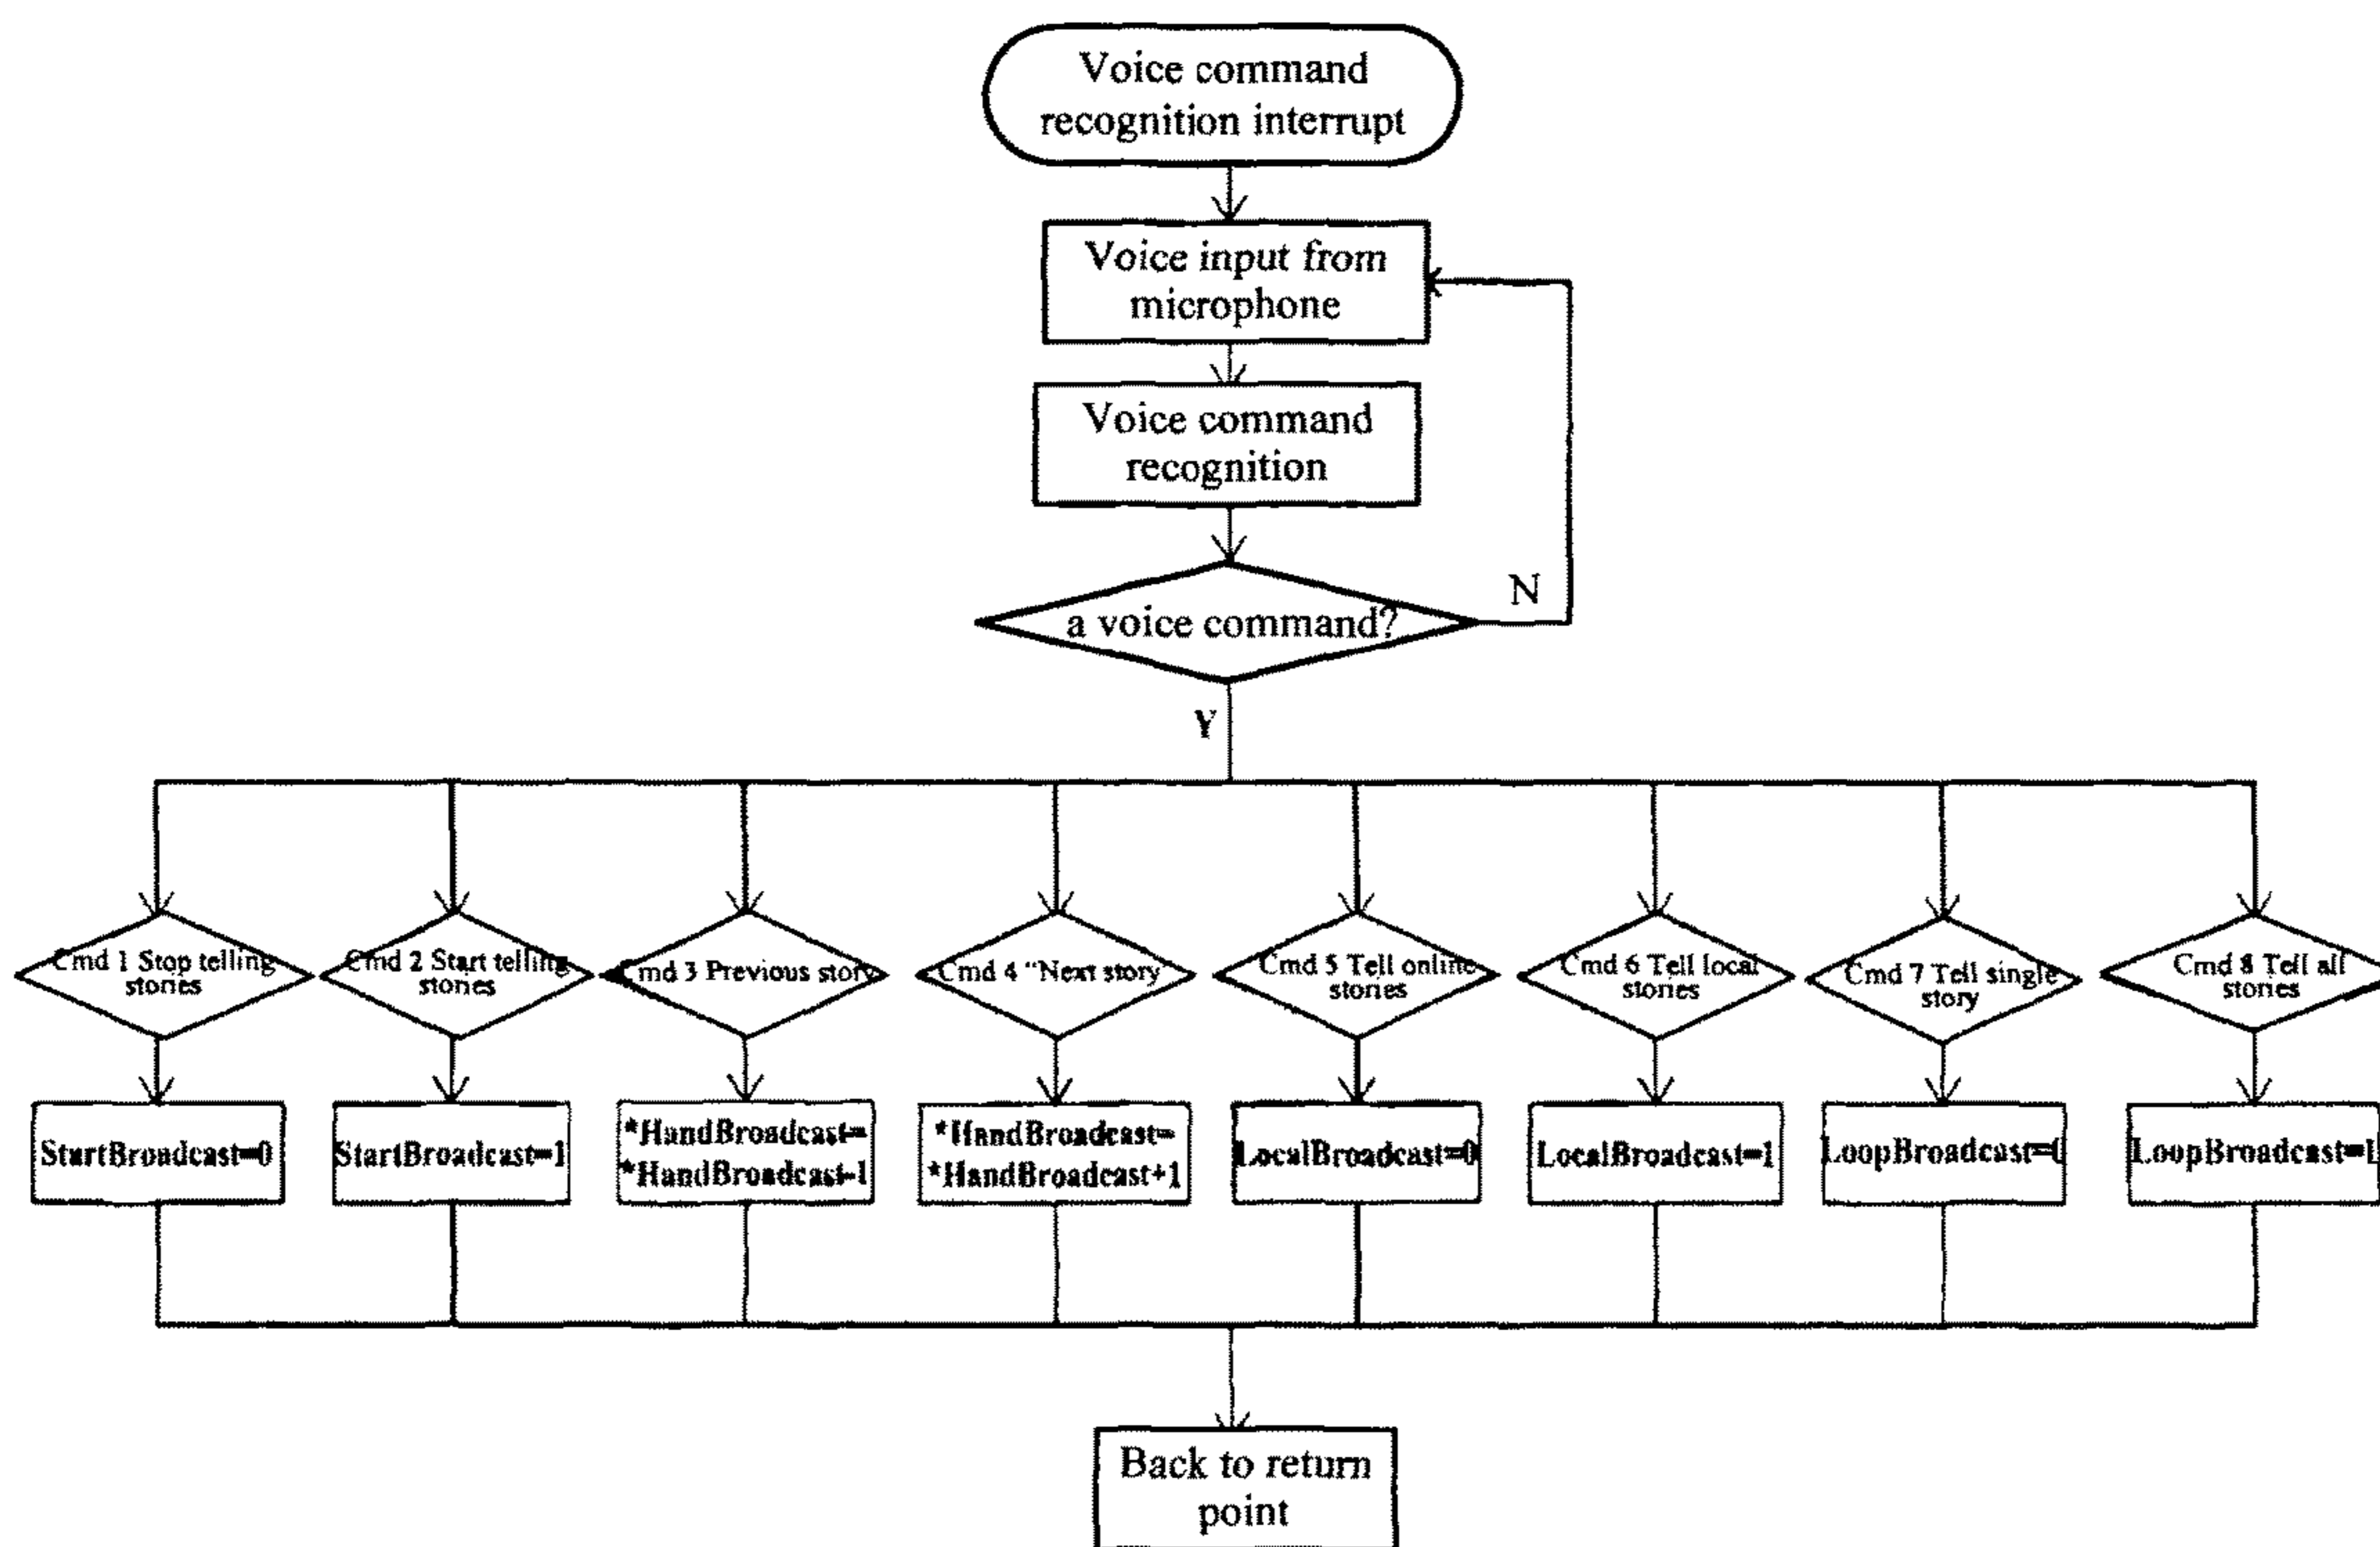 Voice command
recognition interrupt
Voice input from
microphone
Voice command
recognition
a voice command?
N
Y
Cmd 1 Stop telling
stories
Cmd 2 Start telling
stories
Cmd 3 Previous story
Cmd 4 “Next story
Cmd 5 Tell online
stories
Cmd 6 Tell local
stories
Cmd 7 Tell single
story
Cmd 8 Tell all
stories
StartBroadcast=0
StartBroadcast=1
*HandBroadcast=
*HandBroadcast-1
*HandBroadcast=
*HandBroadcast+1
LocalBroadcast=0
LocalBroadcast=1
LoopBroadcast=0
LoopBroadcast=1
Back to return
point